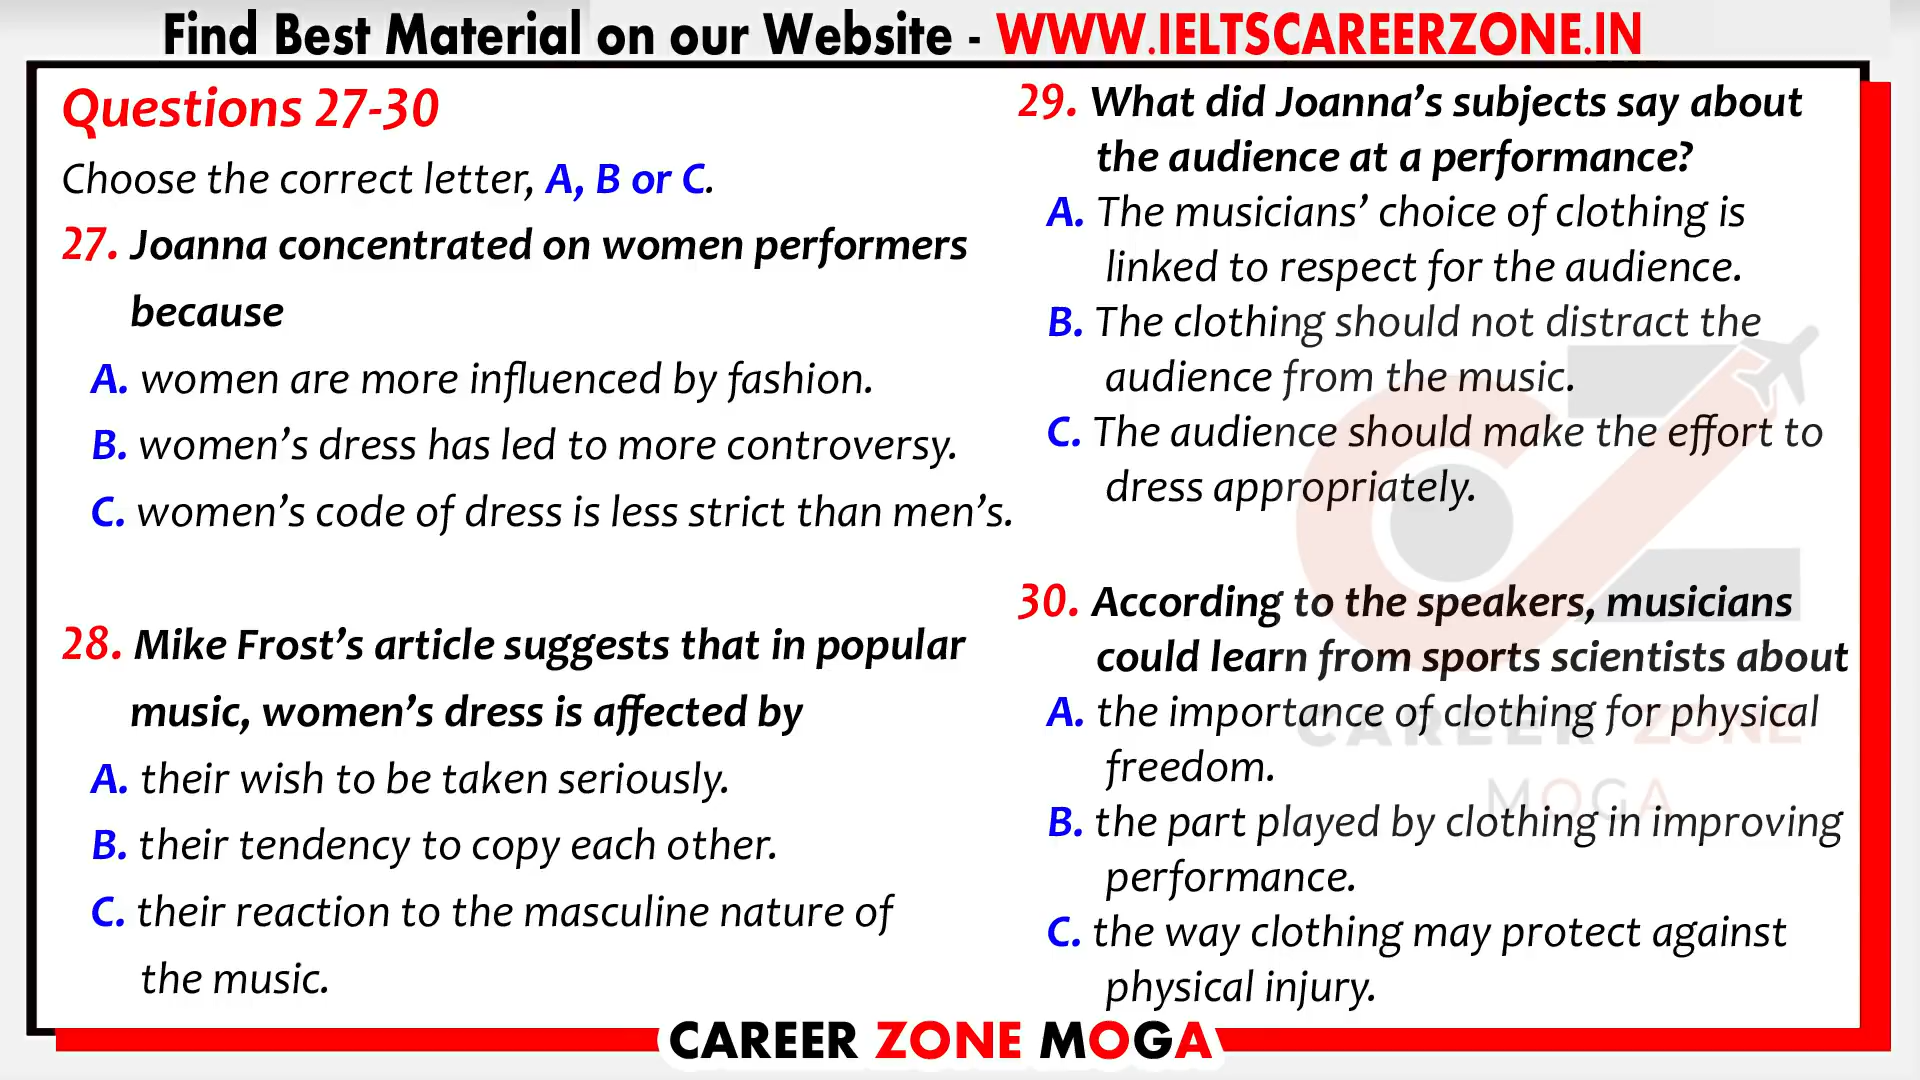 Find Best Material on our Website - WWW.IELTSCAREERZONE.IN
Questions 27-30
Choose the correct letter, A, B or C.
27. Joanna concentrated on women performers
because
A. women are more influenced by fashion.
B. women’s dress has led to more controversy.
C. women’s code of dress is less strict than men’s.
28. Mike Frost’s article suggests that in popular
music, women’s dress is affected by
A. their wish to be taken seriously.
B. their tendency to copy each other.
C. their reaction to the masculine nature of
the music.
29. What did Joanna’s subjects say about
the audience at a performance?
A. The musicians’ choice of clothing is
linked to respect for the audience.
B. The clothing should not distract the
audience from the music.
C. The audience should make the effort to
dress appropriately.
30. According to the speakers, musicians
could learn from sports scientists about
A. the importance of clothing for physical
freedom.
B. the part played by clothing in improving
performance.
C. the way clothing may protect against
physical injury.
CAREER ZONE
MOGA
CAREER ZONE MOGA